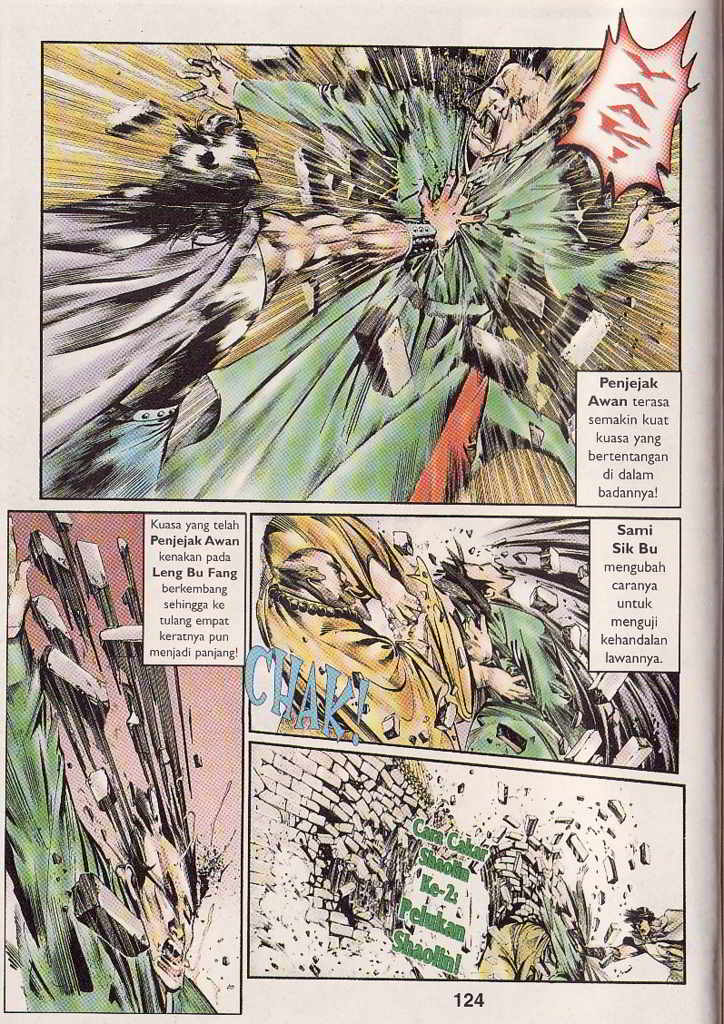 YAAK!
Penjejak
Awan terasa
semakin kuat
kuasa yang
bertentangan
di dalam
badannya!
Kuasa yang telah
Penjejak Awan
kenakan pada
Leng Bu Fang
berkembang
sehingga ke
tulang empat
keratnya pun
menjadi panjang!
Sami
Sik Bu
mengubah
caranya
untuk
menguji
kehandalan
lawannya.
CHAK!
Cara Cakar
Shaolin
Ke-2:
Pelukan
Shaolin!
124